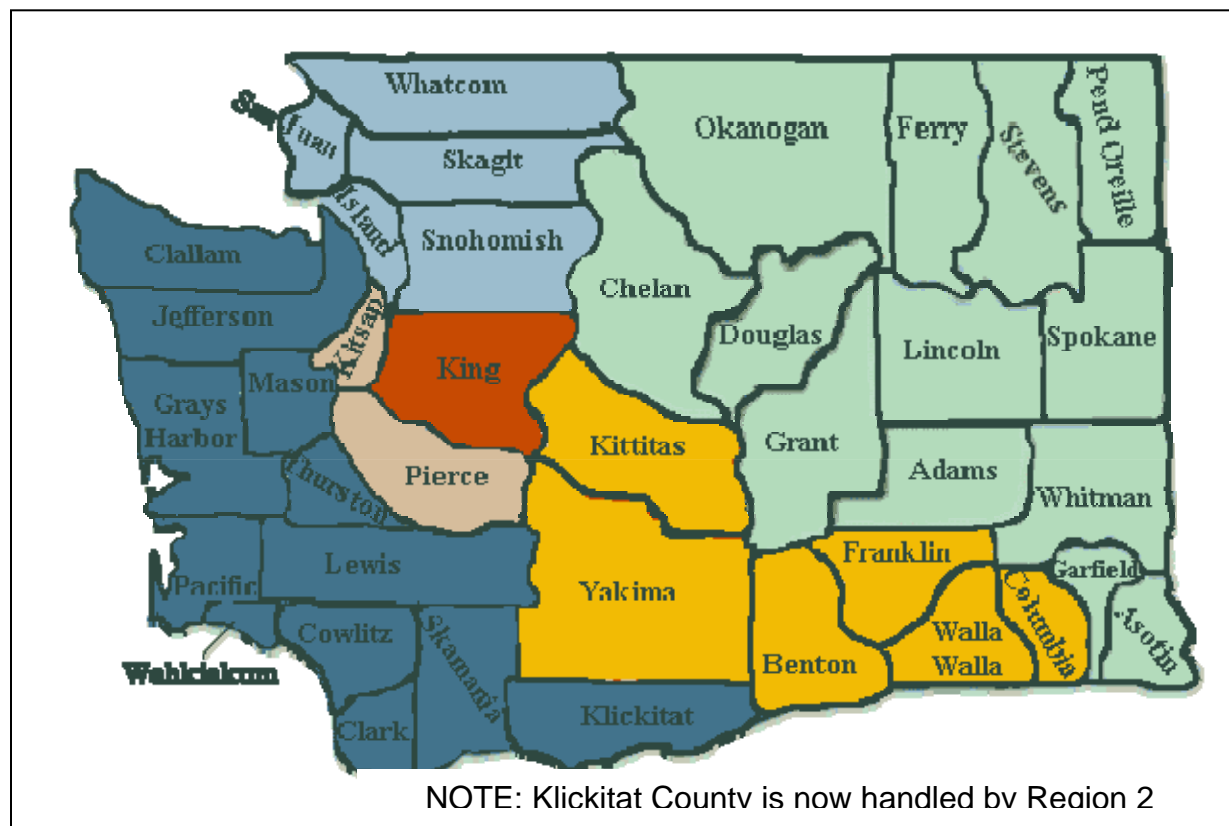 Whatcom
San
Juan
Skagit
Island
Snohomish
Okanogan
Ferry
Stevens
Pend Oreille
Clallam
Jefferson
Kitsap
King
Chelan
Douglas
Lincoln
Spokane
Mason
Grays
Harbor
Thurston
Pierce
Kittitas
Grant
Adams
Whitman
Pacific
Lewis
Yakima
Franklin
Garfield
Columbia
Asotin
Wahkiakum
Cowlitz
Skamania
Benton
Walla
Walla
Clark
Klickitat
NOTE: Klickitat County is now handled by Region 2